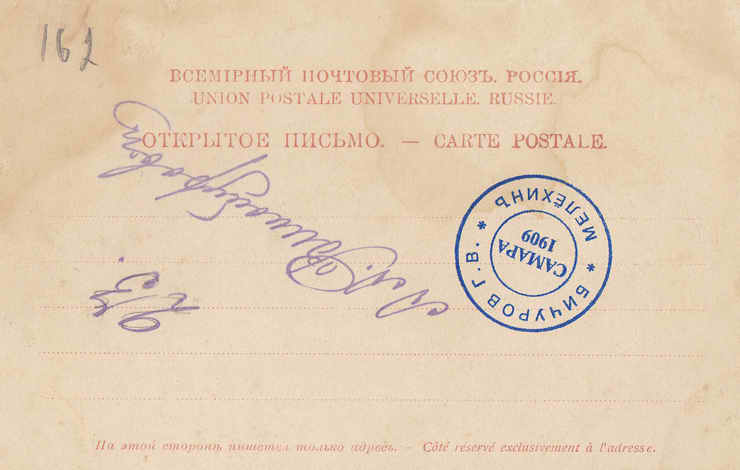 162
ВСЕМІРНЫЙ ПОЧТОВЫЙ СОЮЗЪ. РОССІЯ.
UNION POSTALE UNIVERSELLE. RUSSIE.
ОТКРЫТОЕ ПИСЬМО. — CARTE POSTALE.
МЕЛЁХИНЪ
* БИЧУРОВ Г. В. *
САМАРА
1909
На этой сторонѣ пишется только адресъ. — Côté réservé exclusivement à l'adresse.